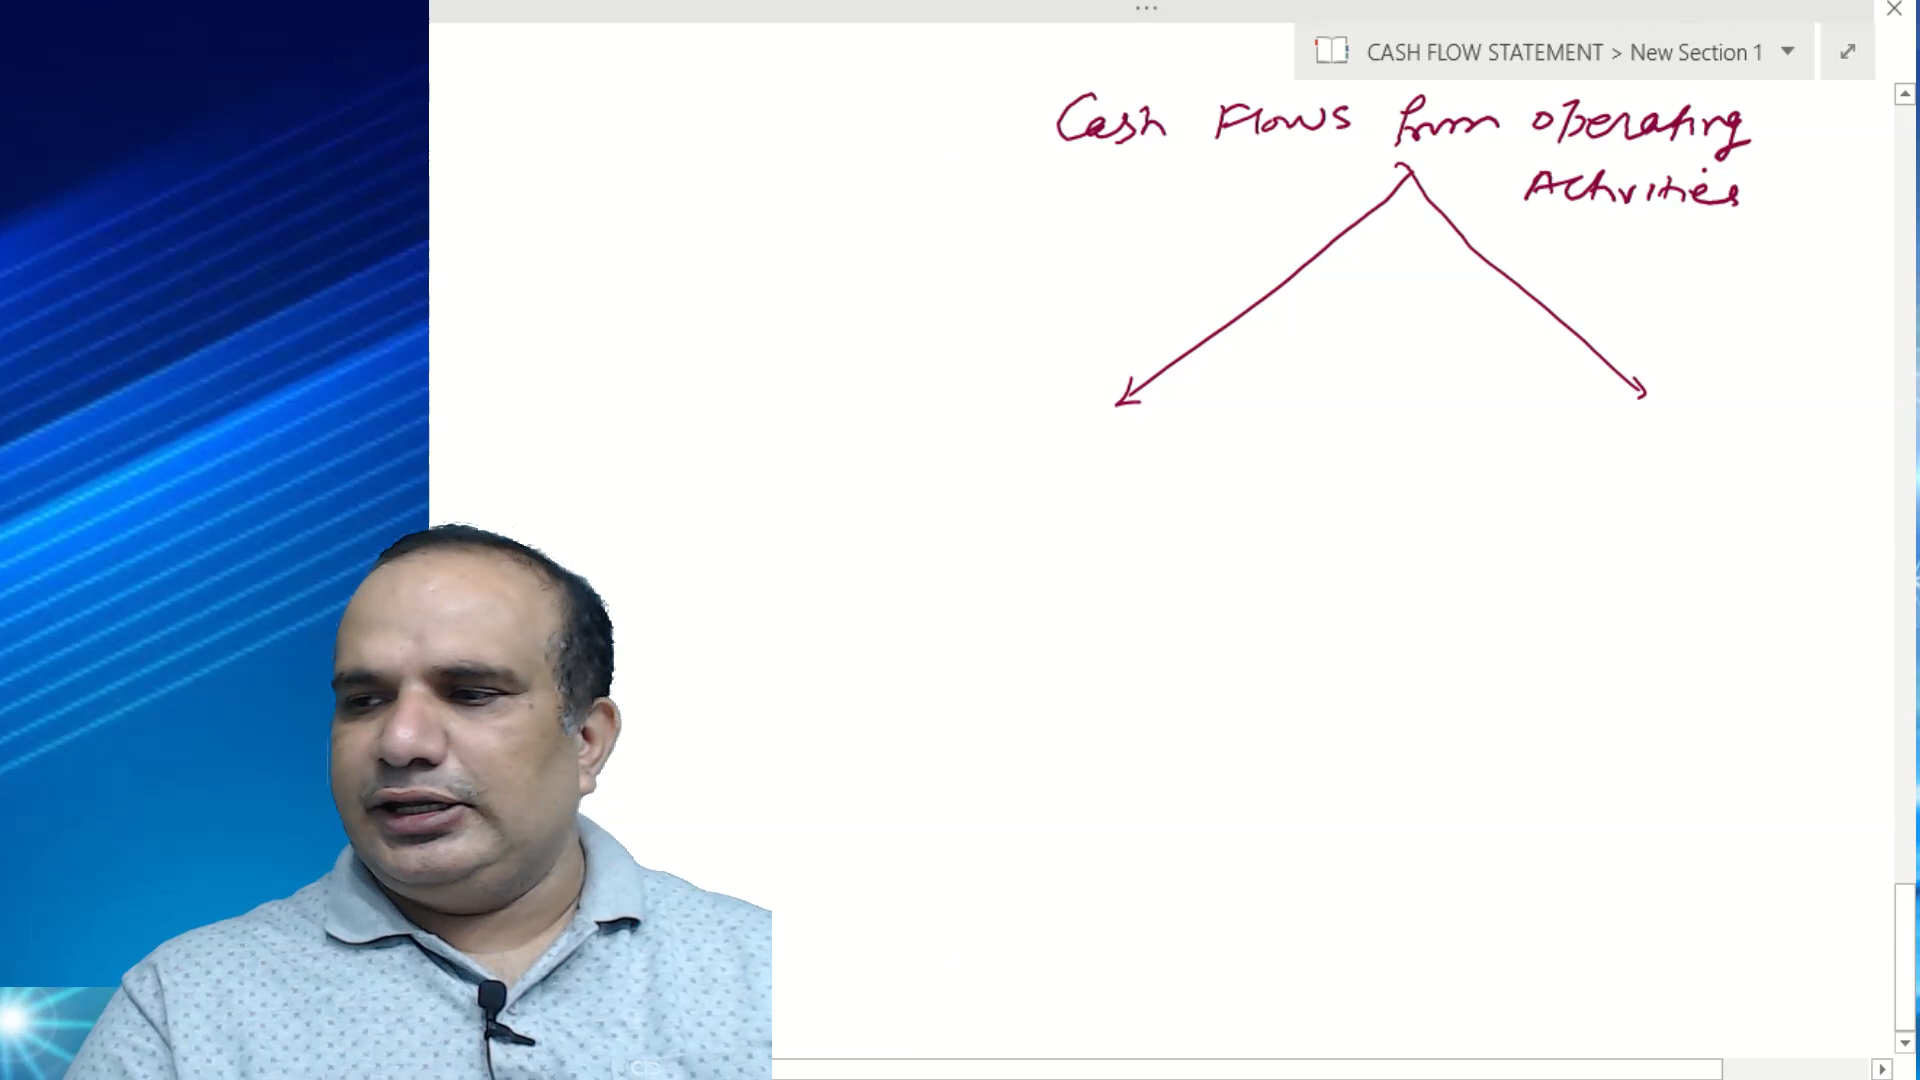 CASH FLOW STATEMENT > New Section 1
Cash Flows from operating
Activities